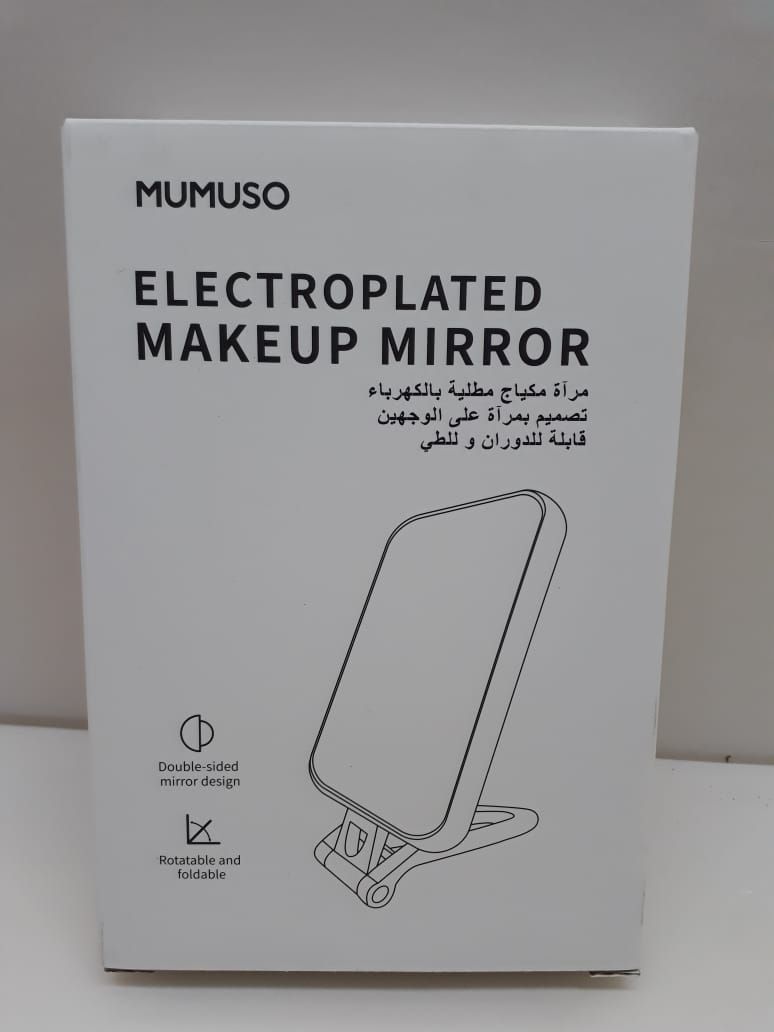 MUMUSO
ELECTROPLATED
MAKEUP MIRROR
مرآة مكياج مطلية بالكهرباء
تصميم بمرآة على الوجهين
قابلة للدوران و للطي
Double-sided
mirror design
Rotatable and
foldable